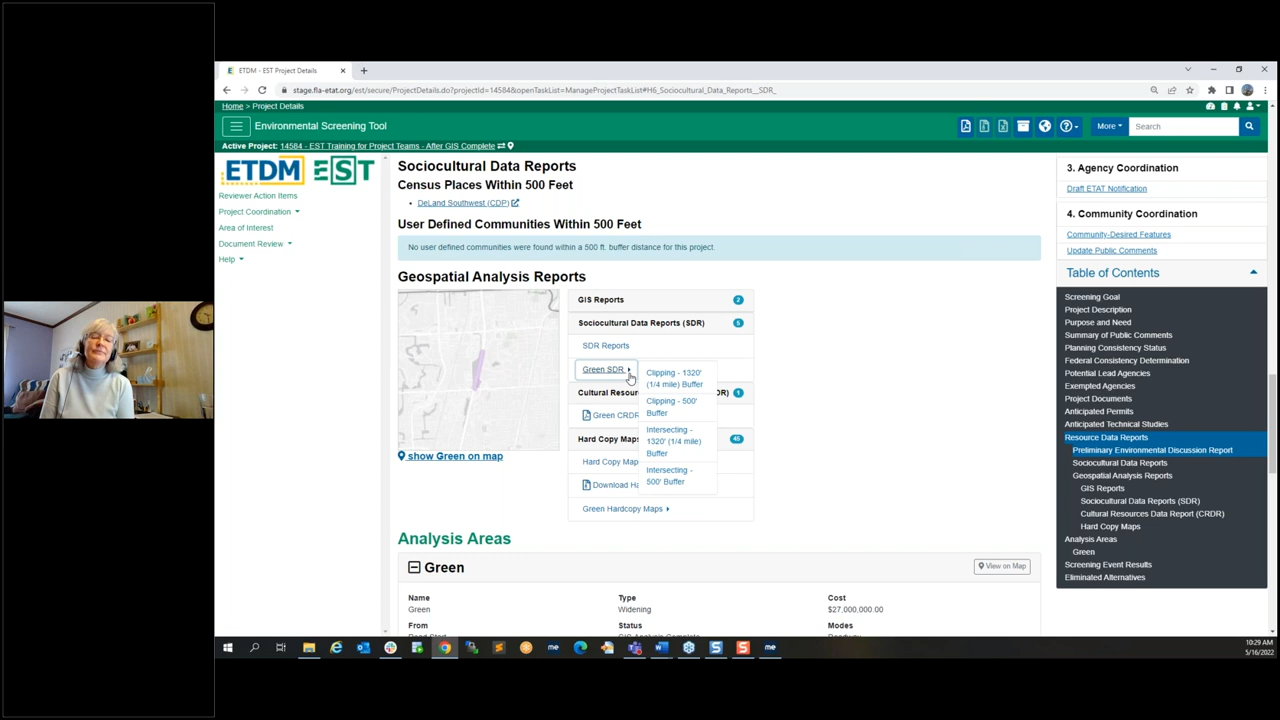 ETDM - EST Project Details
stage.fla-etat.org/est/secure/ProjectDetails.do?projectId=14584&openTaskList=ManageProjectTaskList#H6_Sociocultural_Data_Reports__SDR_
Home > Project Details
Environmental Screening Tool
More
Search
Active Project: 14584 - EST Training for Project Teams - After GIS Complete
ETDM EST
Reviewer Action Items
Project Coordination
Area of Interest
Document Review
Help
Sociocultural Data Reports
Census Places Within 500 Feet
DeLand Southwest (CDP)
User Defined Communities Within 500 Feet
No user defined communities were found within a 500 ft. buffer distance for this project.
Geospatial Analysis Reports
show Green on map
GIS Reports 2
Sociocultural Data Reports (SDR) 5
SDR Reports
Green SDR
Clipping - 1320'
(1/4 mile) Buffer
Clipping - 500'
Buffer
Intersecting -
1320' (1/4 mile)
Buffer
Intersecting -
500' Buffer
Cultural Resour
DR) 1
Green CRDR
Hard Copy Maps
45
Hard Copy Map
Download Ha
Green Hardcopy Maps
Analysis Areas
Green
View on Map
Name
Green
Type
Widening
Cost
$27,000,000.00
From
Status
Modes
3. Agency Coordination
Draft ETAT Notification
4. Community Coordination
Community-Desired Features
Update Public Comments
Table of Contents
Screening Goal
Project Description
Purpose and Need
Summary of Public Comments
Planning Consistency Status
Federal Consistency Determination
Potential Lead Agencies
Exempted Agencies
Project Documents
Anticipated Permits
Anticipated Technical Studies
Resource Data Reports
Preliminary Environmental Discussion Report
Sociocultural Data Reports
Geospatial Analysis Reports
GIS Reports
Sociocultural Data Reports (SDR)
Cultural Resources Data Report (CRDR)
Hard Copy Maps
Analysis Areas
Green
Screening Event Results
Eliminated Alternatives
10:29 AM
5/16/2022